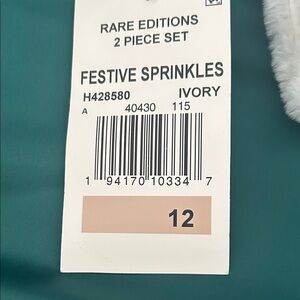 RARE EDITIONS
2 PIECE SET
FESTIVE SPRINKLES
H428580 IVORY
A 40430 115
1 94170 10334 7
12